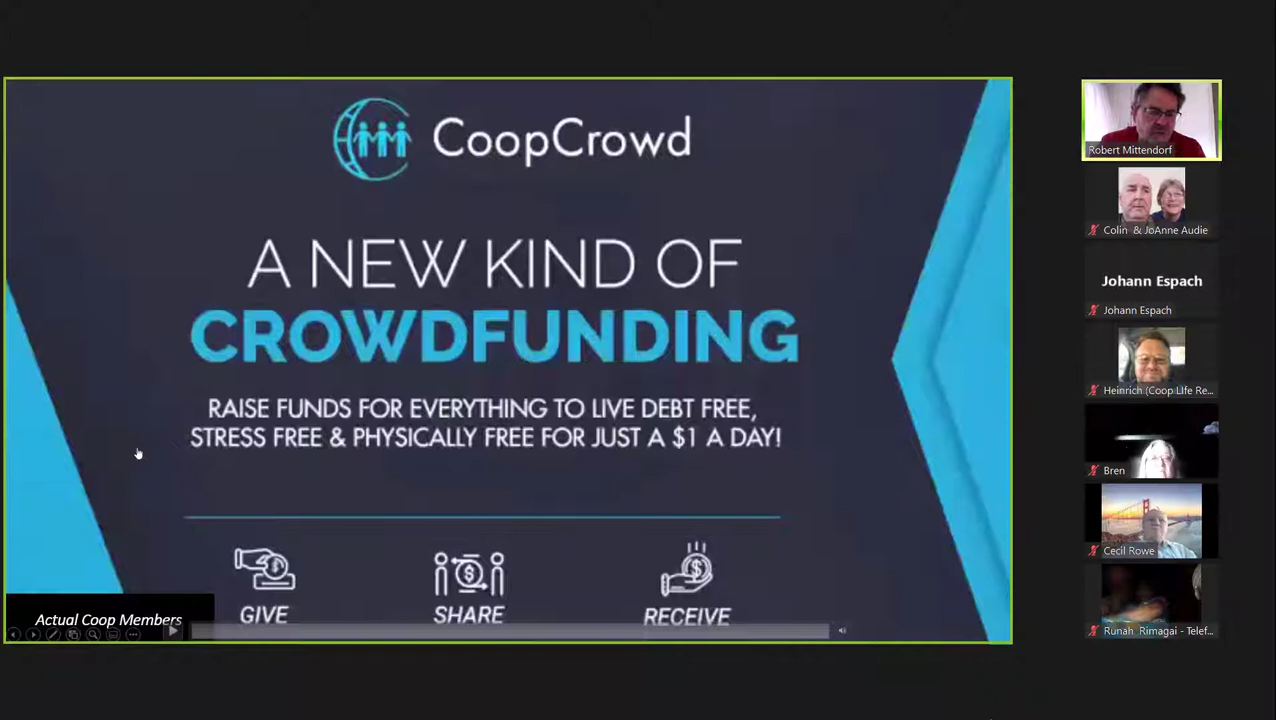 CoopCrowd
A NEW KIND OF
CROWDFUNDING
RAISE FUNDS FOR EVERYTHING TO LIVE DEBT FREE,
STRESS FREE & PHYSICALLY FREE FOR JUST A $1 A DAY!
GIVE
SHARE
RECEIVE
Actual Coop Members
Robert Mittendorf
Colin & JoAnne Audie
Johann Espach
Johann Espach
Heinrich (Coop LIfe Re...
Bren
Cecil Rowe
Runah Rimagai - Telef...